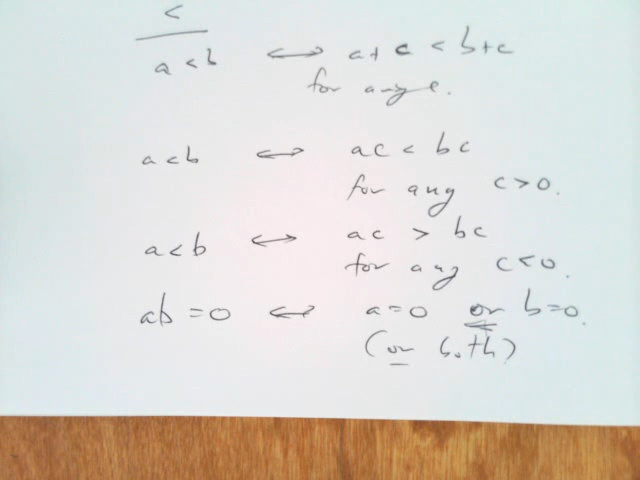 <
a < b ⟷ a + c < b + c
for any c.
a < b ⟷ ac < bc
for any c > 0.
a < b ⟷ ac > bc
for any c < 0.
ab = 0 ⟷ a = 0 or b = 0.
(or both)